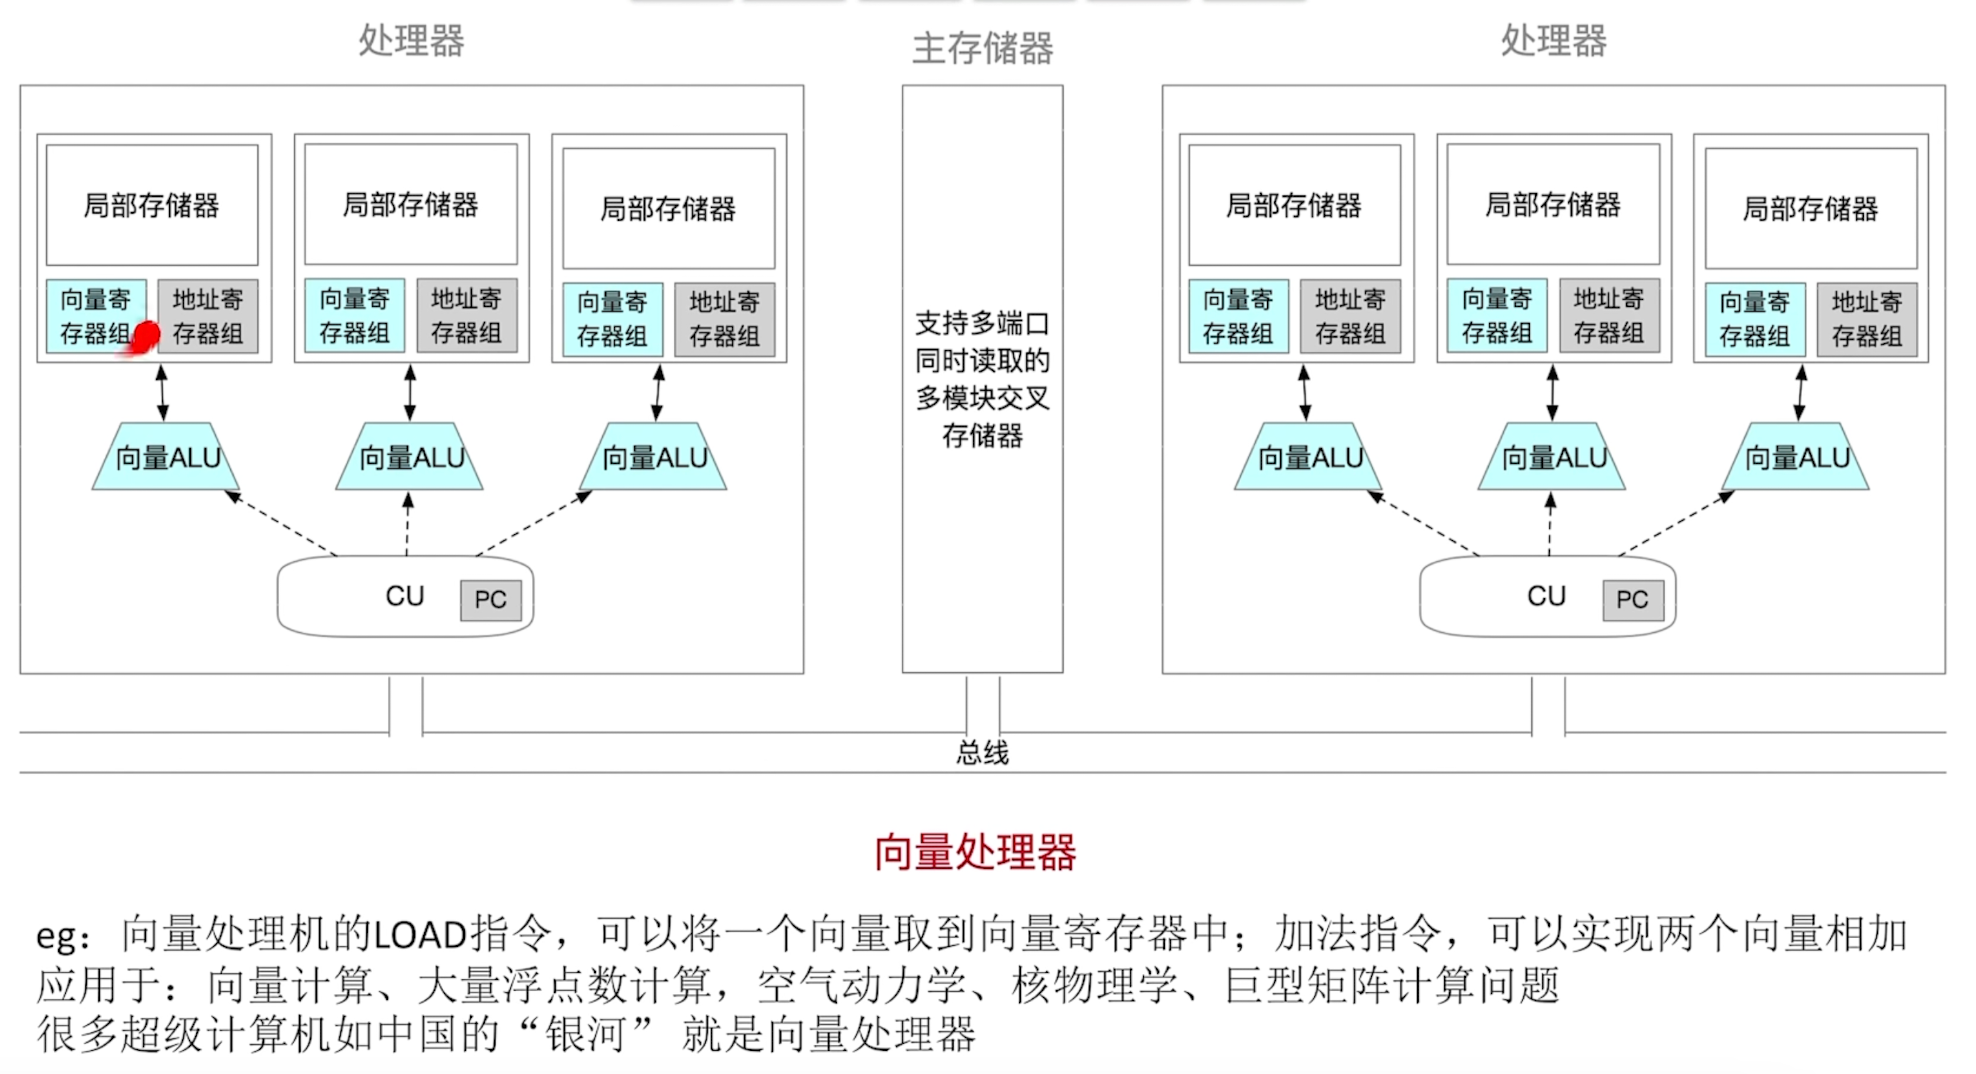 处理器
主存储器
处理器
局部存储器
局部存储器
局部存储器
向量寄
存器组
地址寄
存器组
向量寄
存器组
地址寄
存器组
向量寄
存器组
地址寄
存器组
向量ALU
向量ALU
向量ALU
CU
PC
支持多端口
同时读取的
多模块交叉
存储器
局部存储器
局部存储器
局部存储器
向量寄
存器组
地址寄
存器组
向量寄
存器组
地址寄
存器组
向量寄
存器组
地址寄
存器组
向量ALU
向量ALU
向量ALU
CU
PC
总线
向量处理器
eg：向量处理机的LOAD指令，可以将一个向量取到向量寄存器中；加法指令，可以实现两个向量相加
应用于：向量计算、大量浮点数计算，空气动力学、核物理学、巨型矩阵计算问题
很多超级计算机如中国的“银河” 就是向量处理器